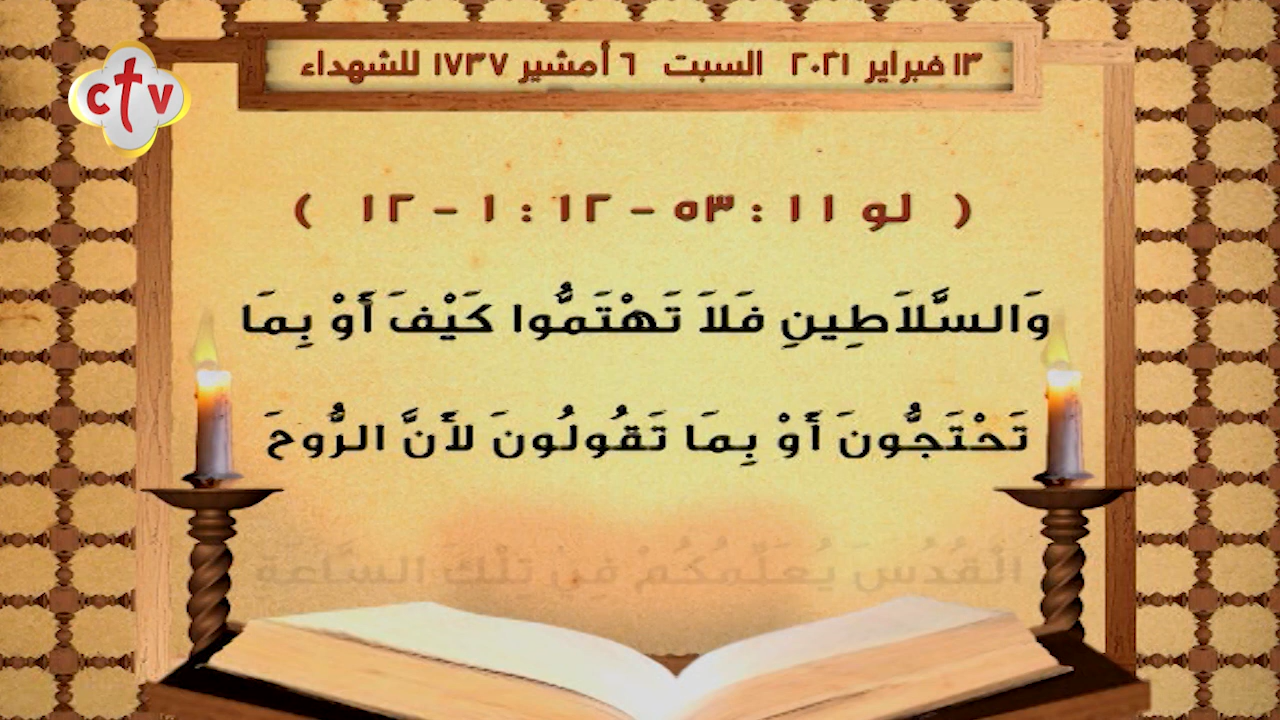 ctv
١٣ فبراير ٢٠٢١ السبت ٦ أمشير ١٧٣٧ للشهداء
( لو ١١ : ٥٣ - ١٢ : ١ - ١٢ )
وَالسَّلاَطِينِ فَلاَ تَهْتَمُّوا كَيْفَ أَوْ بِمَا
تَحْتَجُّونَ أَوْ بِمَا تَقُولُونَ لأَنَّ الرُّوحَ
الْقُدُسَ يُعَلِّمُكُمْ فِي تِلْكَ السَّاعَةِ